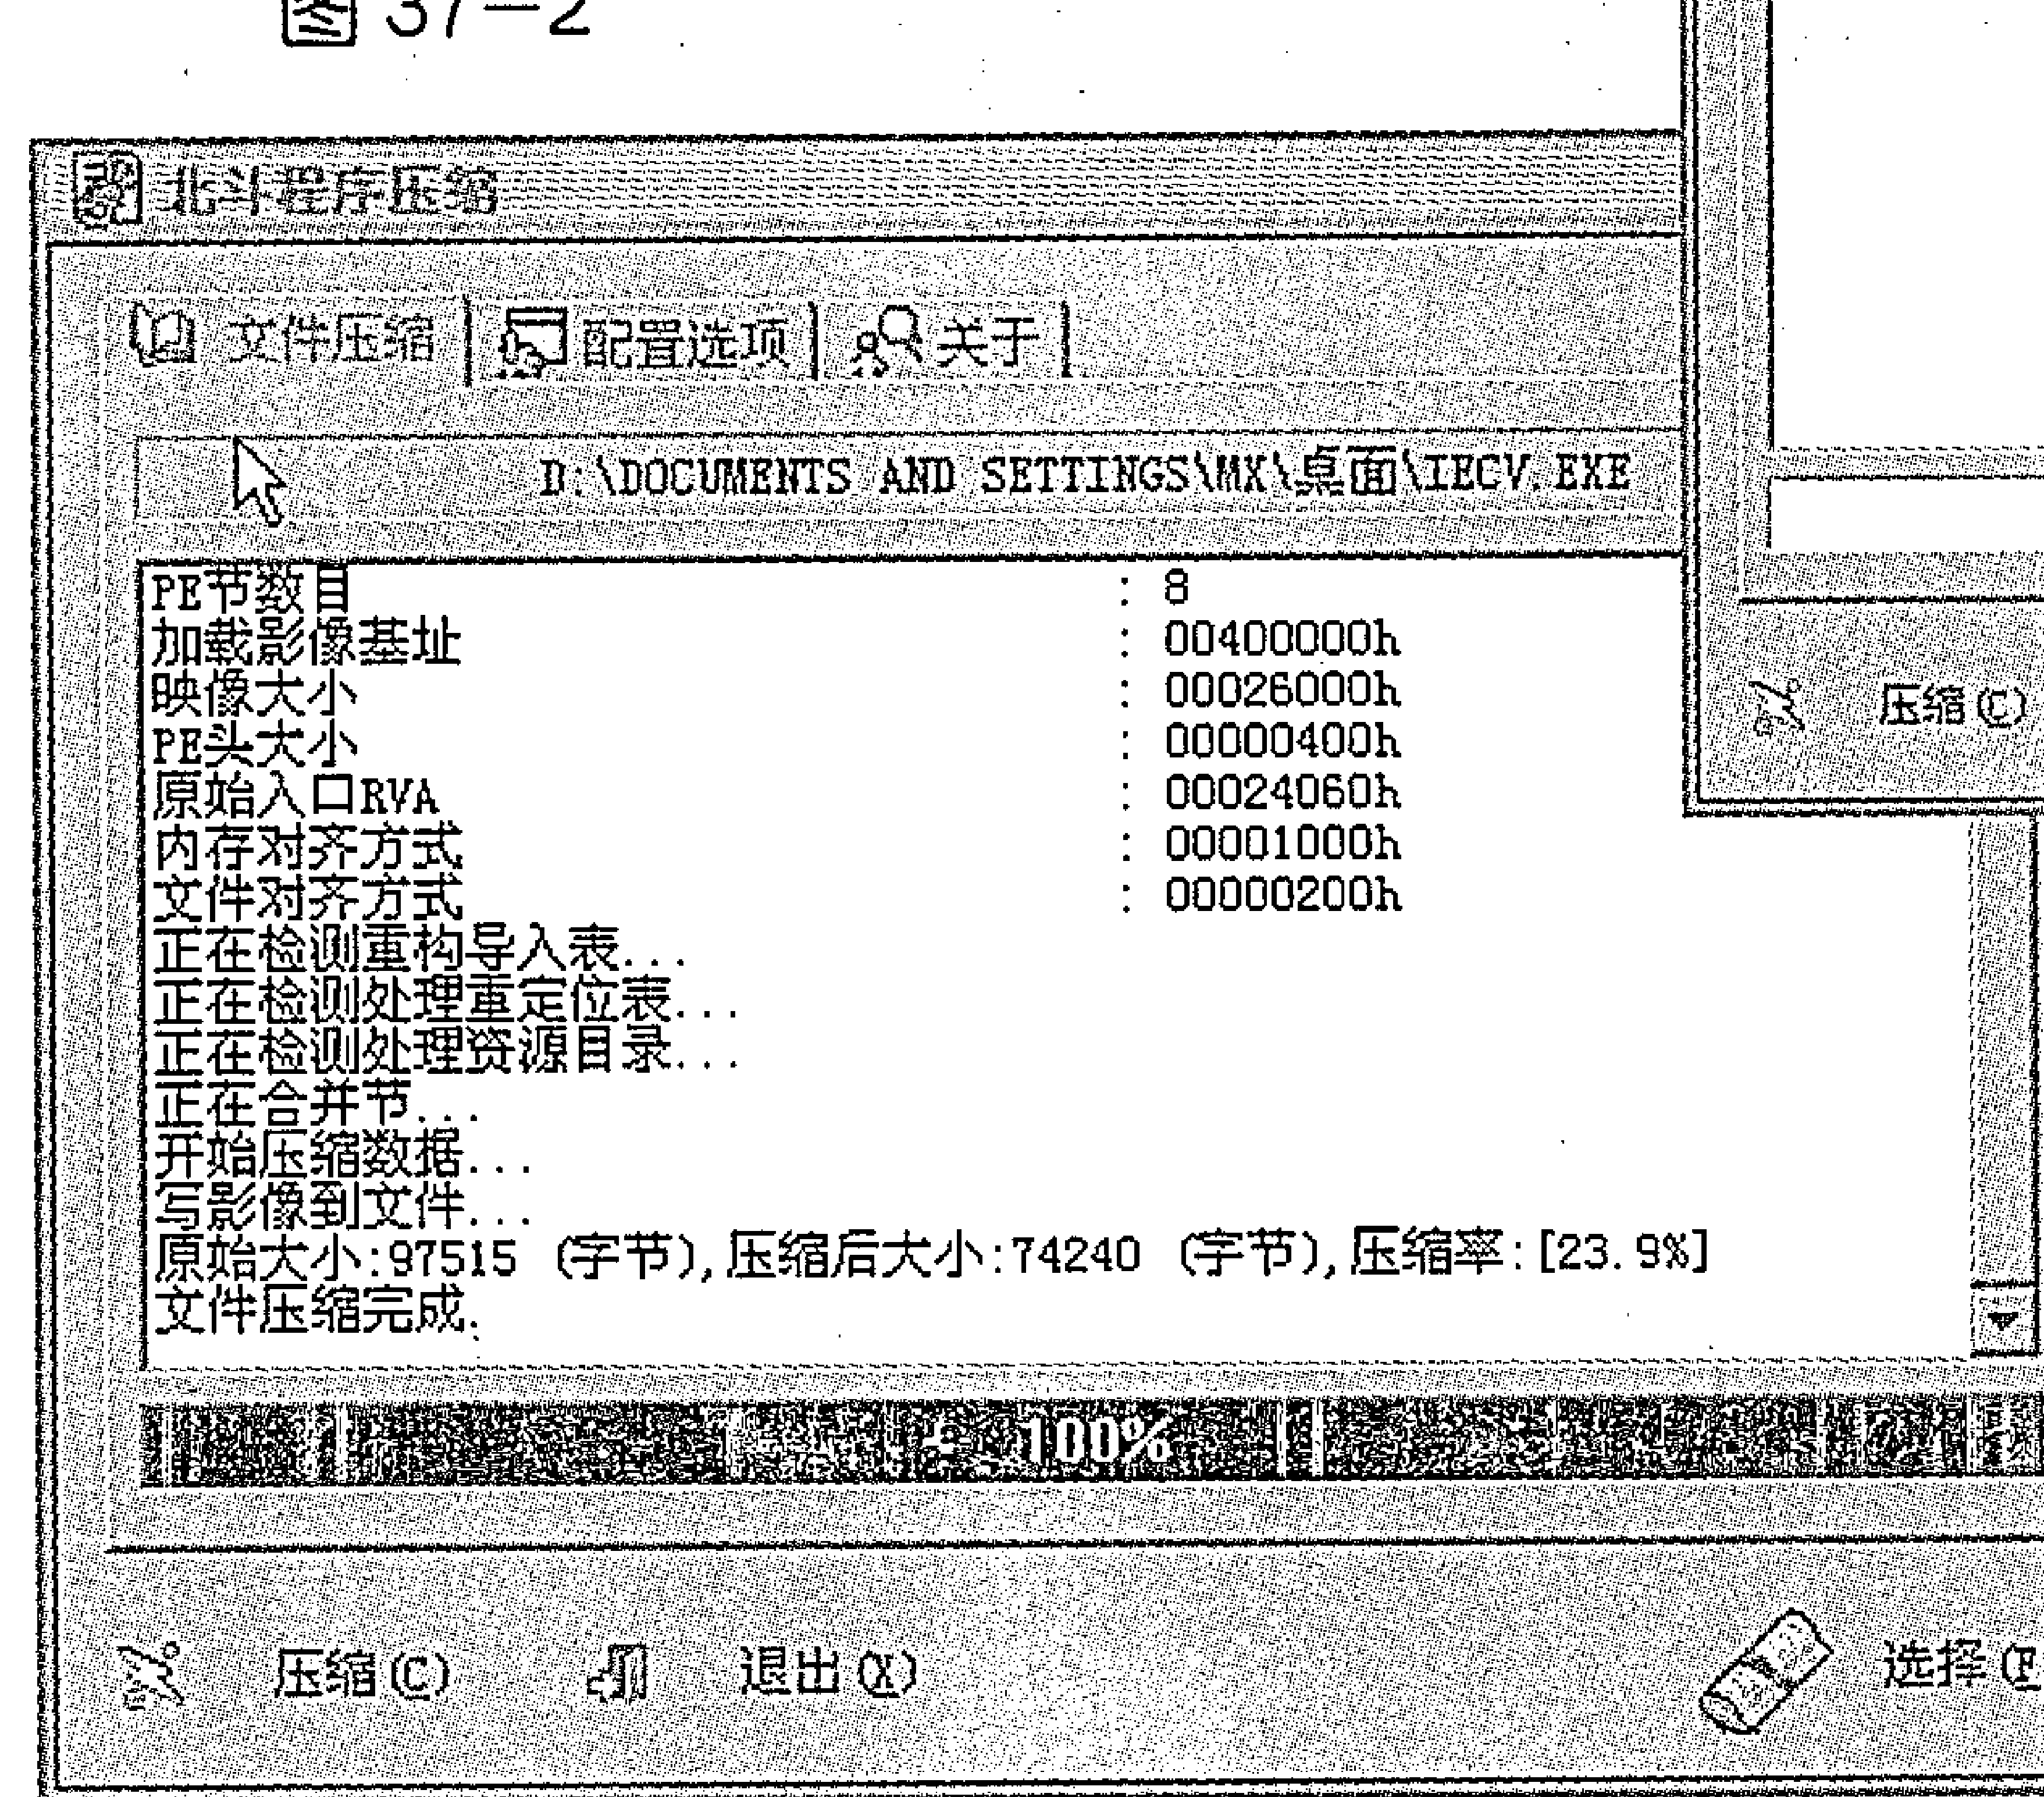 图 37-2
北斗程序压缩
文件压缩 配置选项 关于
D:\DOCUMENTS AND SETTINGS\MX\桌面\IECV.EXE
PE节数目 : 8
加载影像基址 : 00400000h
映像大小 : 00026000h
PE头大小 : 00000400h
原始入口RVA : 00024060h
内存对齐方式 : 00001000h
文件对齐方式 : 00000200h
正在检测重构导入表...
正在检测处理重定位表...
正在检测处理资源目录...
正在合并节...
开始压缩数据...
写影像到文件...
原始大小:97515 (字节),压缩后大小:74240 (字节),压缩率:[23.9%]
文件压缩完成.
100%
压缩(C) 退出(X) 选择(F
压缩(C)